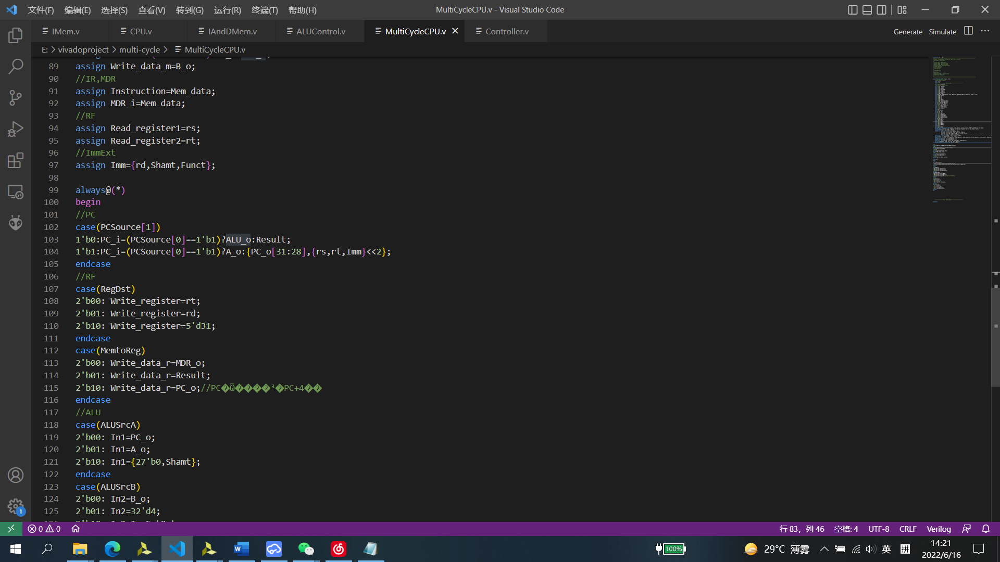 文件(F) 编辑(E) 选择(S) 查看(V) 转到(G) 运行(R) 终端(T) 帮助(H) MultiCycleCPU.v - Visual Studio Code
IMem.v CPU.v IAndDMem.v ALUControl.v MultiCycleCPU.v Controller.v Generate Simulate
E: > vivadoproject > multi-cycle > MultiCycleCPU.v
89 assign Write_data_m=B_o;
90 //IR,MDR
91 assign Instruction=Mem_data;
92 assign MDR_i=Mem_data;
93 //RF
94 assign Read_register1=rs;
95 assign Read_register2=rt;
96 //ImmExt
97 assign Imm={rd,Shamt,Funct};
98
99 always@(*)
100 begin
101 //PC
102 case(PCSource[1])
103 1'b0:PC_i=(PCSource[0]==1'b1)?ALU_o:Result;
104 1'b1:PC_i=(PCSource[0]==1'b1)?A_o:{PC_o[31:28],{rs,rt,Imm}<<2};
105 endcase
106 //RF
107 case(RegDst)
108 2'b00: Write_register=rt;
109 2'b01: Write_register=rd;
110 2'b10: Write_register=5'd31;
111 endcase
112 case(MemtoReg)
113 2'b00: Write_data_r=MDR_o;
114 2'b01: Write_data_r=Result;
115 2'b10: Write_data_r=PC_o;//PC�����³�PC+4��
116 endcase
117 //ALU
118 case(ALUSrcA)
119 2'b00: In1=PC_o;
120 2'b01: In1=A_o;
121 2'b10: In1={27'b0,Shamt};
122 endcase
123 case(ALUSrcB)
124 2'b00: In2=B_o;
125 2'b01: In2=32'd4;
1
0 0 行 83，列 46 空格: 4 UTF-8 CRLF Verilog
100% 29°C 薄雾 英 拼 14:21
2022/6/16